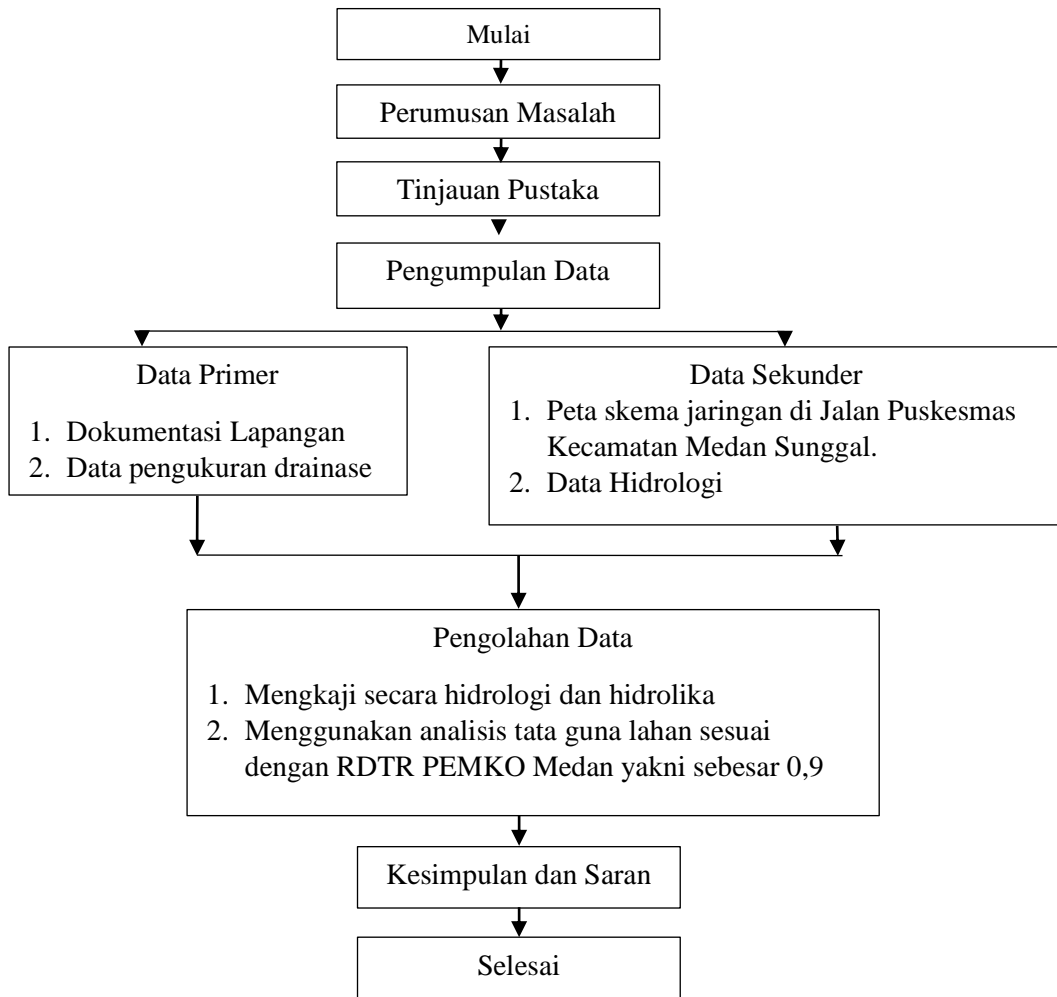 Mulai
Perumusan Masalah
Tinjauan Pustaka
Pengumpulan Data
Data Primer
1. Dokumentasi Lapangan
2. Data pengukuran drainase
Data Sekunder
1. Peta skema jaringan di Jalan Puskesmas
Kecamatan Medan Sunggal.
2. Data Hidrologi
Pengolahan Data
1. Mengkaji secara hidrologi dan hidrolika
2. Menggunakan analisis tata guna lahan sesuai
dengan RDTR PEMKO Medan yakni sebesar 0,9
Kesimpulan dan Saran
Selesai